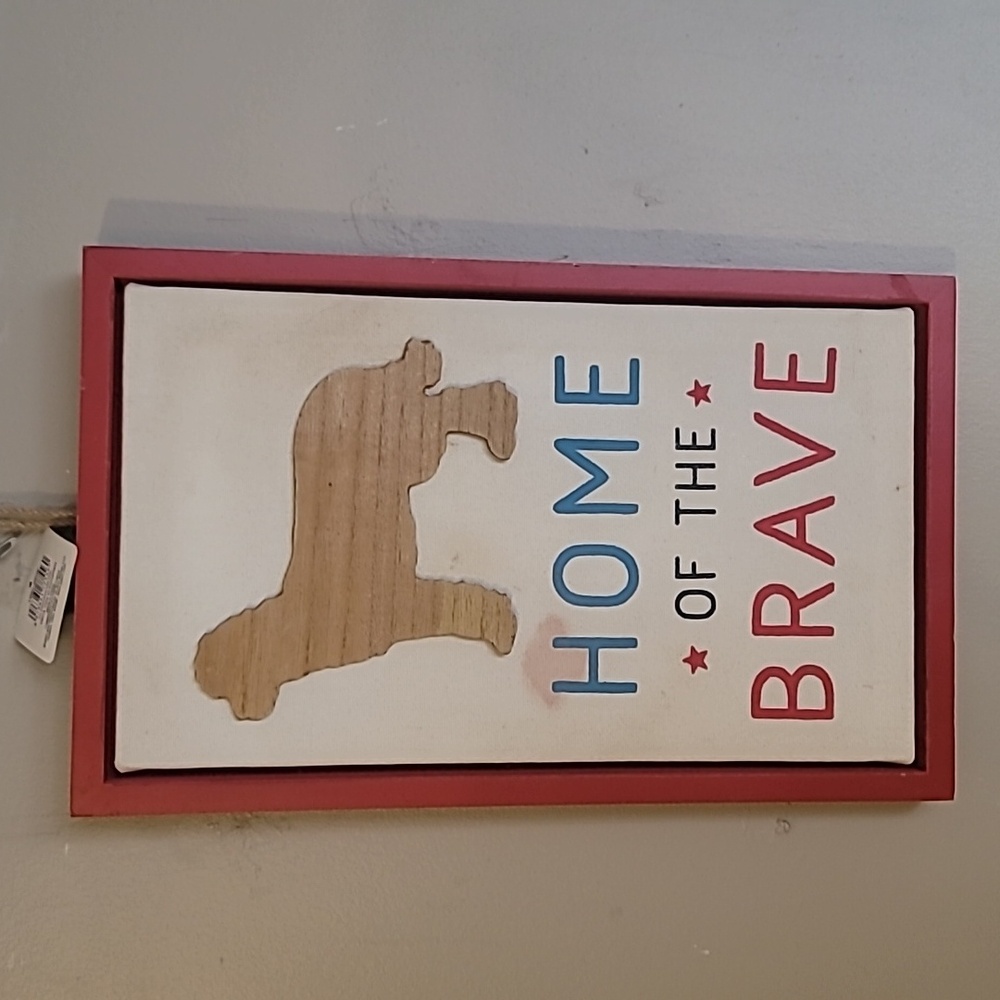 HOME
★ OF THE ★
BRAVE